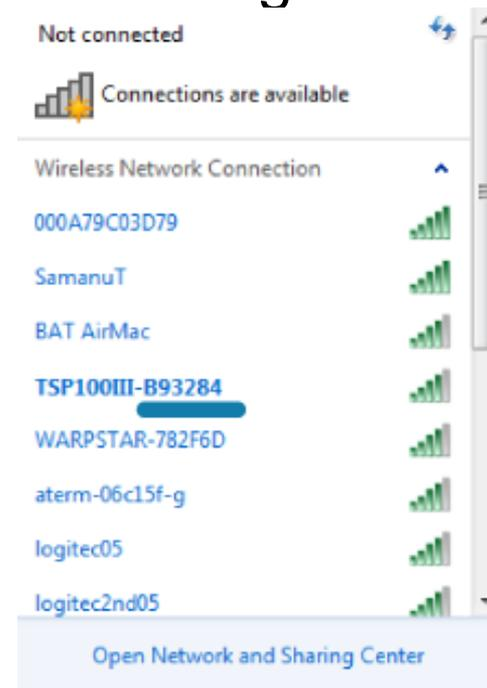 Not connected
Connections are available
Wireless Network Connection
000A79C03D79
SamanuT
BAT AirMac
TSP100III-B93284
WARPSTAR-782F6D
aterm-06c15f-g
logitec05
logitec2nd05
Open Network and Sharing Center